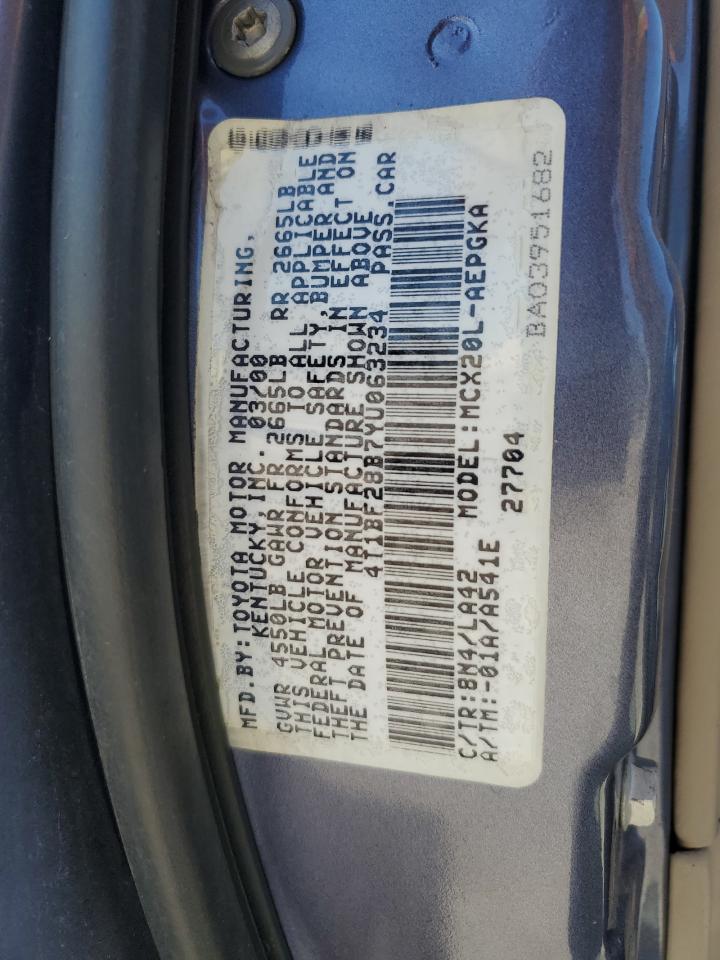 MFD.BY:TOYOTA MOTOR MANUFACTURING,
KENTUCKY,INC. 03/00
GVWR 4550LB GAWR FR 2665LB RR 2665LB
THIS VEHICLE CONFORMS TO ALL APPLICABLE
FEDERAL MOTOR VEHICLE SAFETY,BUMPER AND
THEFT PREVENTION STANDARDS IN EFFECT ON
THE DATE OF MANUFACTURE SHOWN ABOVE
4T1BF28B7YU063234 PASS.CAR
C/TR:8N4/LA42 MODEL:MCX20L-AEPGKA
A/TM:-01A/A541E 27704
BA03951682